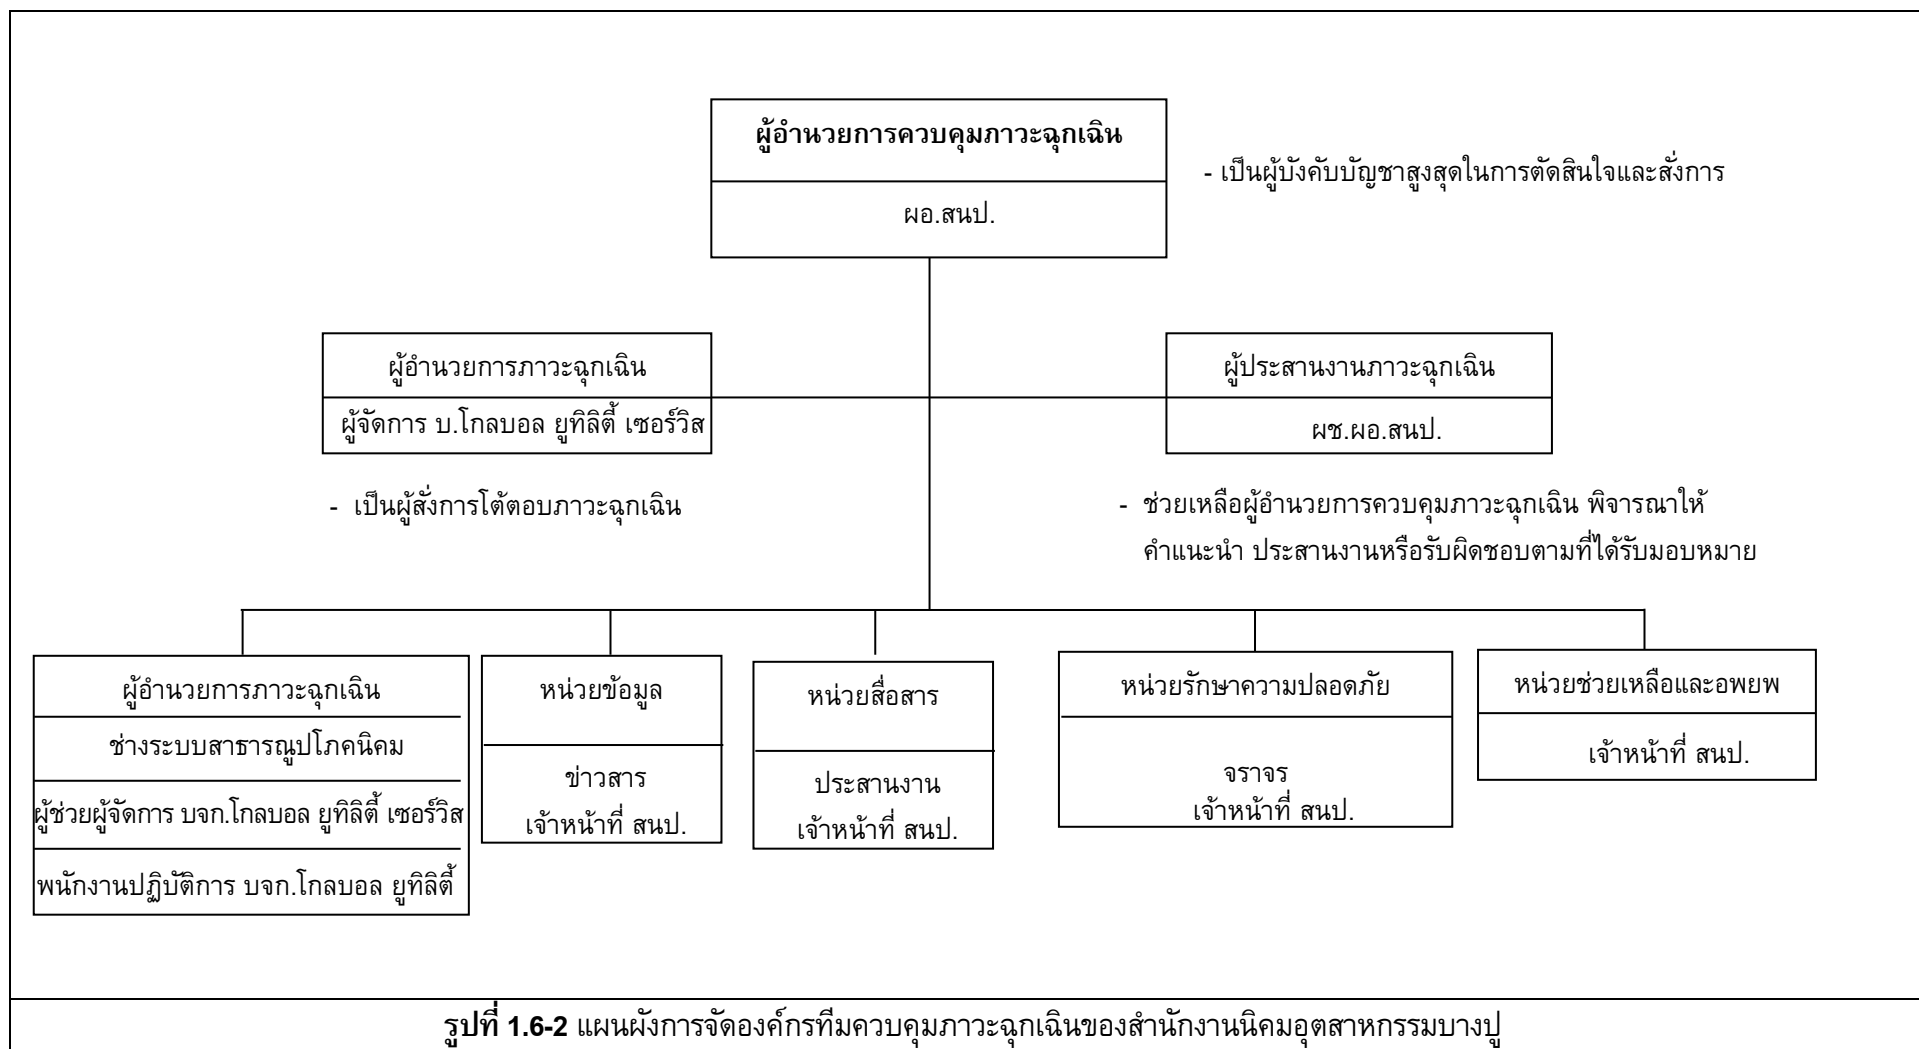 ผู้อำนวยการควบคุมภาวะฉุกเฉิน
ผอ.สนป.
- เป็นผู้บังคับบัญชาสูงสุดในการตัดสินใจและสั่งการ
ผู้อำนวยการภาวะฉุกเฉิน
ผู้จัดการ บ.โกลบอล ยูทิลิตี้ เซอร์วิส
- เป็นผู้สั่งการโต้ตอบภาวะฉุกเฉิน
ผู้ประสานงานภาวะฉุกเฉิน
ผช.ผอ.สนป.
- ช่วยเหลือผู้อำนวยการควบคุมภาวะฉุกเฉิน พิจารณาให้
คำแนะนำ ประสานงานหรือรับผิดชอบตามที่ได้รับมอบหมาย
ผู้อำนวยการภาวะฉุกเฉิน
ช่างระบบสาธารณูปโภคนิคม
ผู้ช่วยผู้จัดการ บจก.โกลบอล ยูทิลิตี้ เซอร์วิส
พนักงานปฏิบัติการ บจก.โกลบอล ยูทิลิตี้
หน่วยข้อมูล
ข่าวสาร
เจ้าหน้าที่ สนป.
หน่วยสื่อสาร
ประสานงาน
เจ้าหน้าที่ สนป.
หน่วยรักษาความปลอดภัย
จราจร
เจ้าหน้าที่ สนป.
หน่วยช่วยเหลือและอพยพ
เจ้าหน้าที่ สนป.
รูปที่ 1.6-2 แผนผังการจัดองค์กรทีมควบคุมภาวะฉุกเฉินของสำนักงานนิคมอุตสาหกรรมบางปู